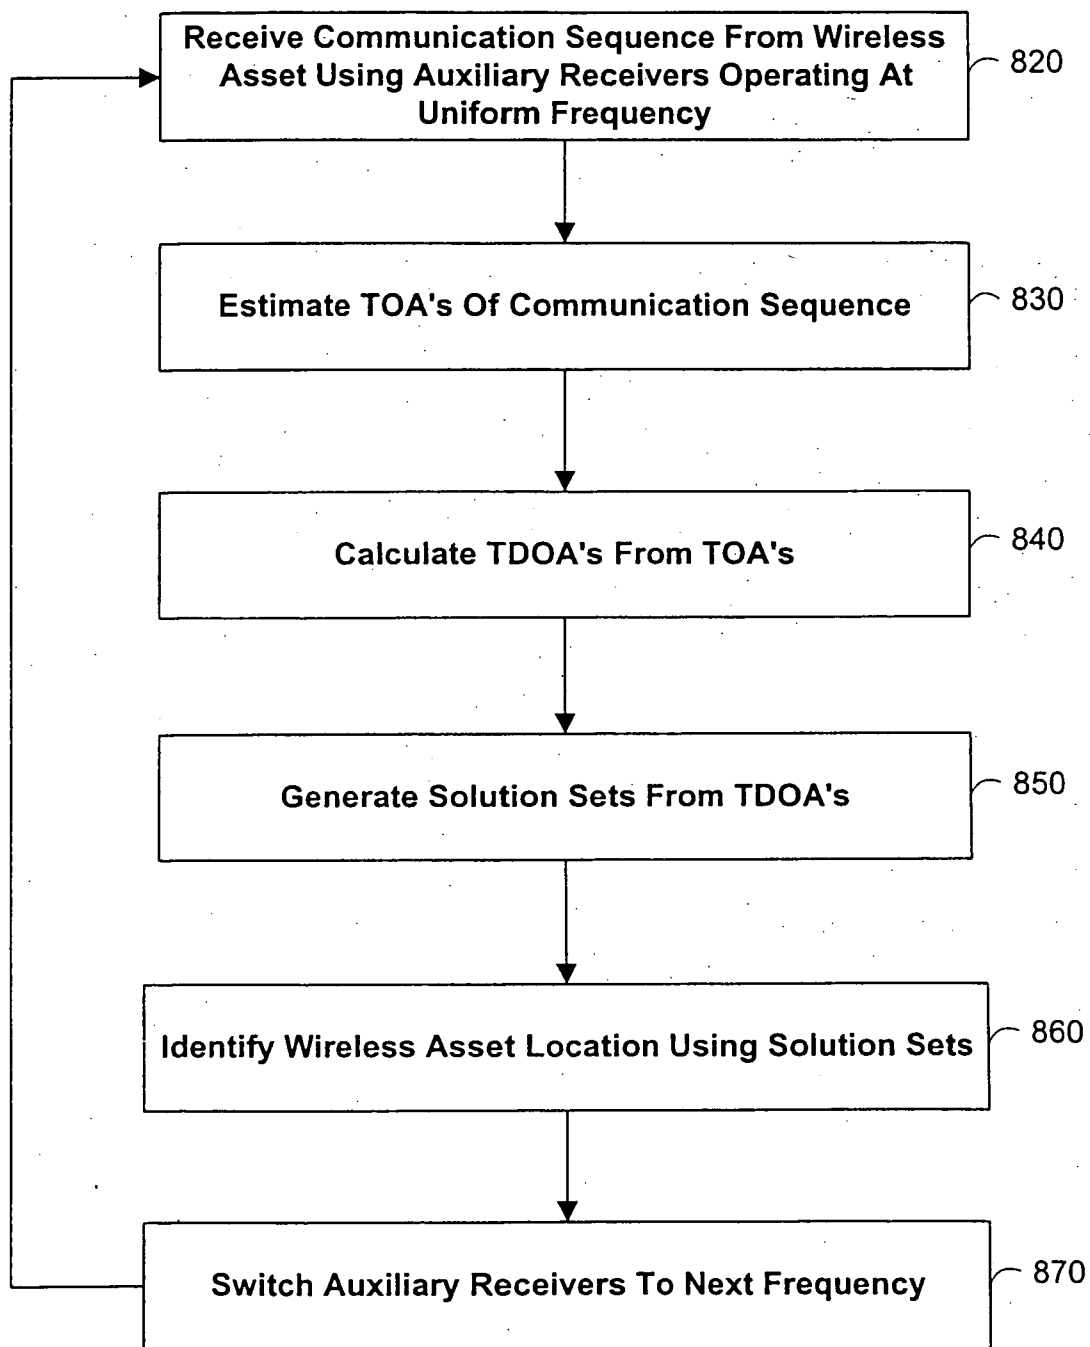 Receive Communication Sequence From Wireless
Asset Using Auxiliary Receivers Operating At
Uniform Frequency
820
Estimate TOA's Of Communication Sequence
830
Calculate TDOA's From TOA's
840
Generate Solution Sets From TDOA's
850
Identify Wireless Asset Location Using Solution Sets
860
Switch Auxiliary Receivers To Next Frequency
870